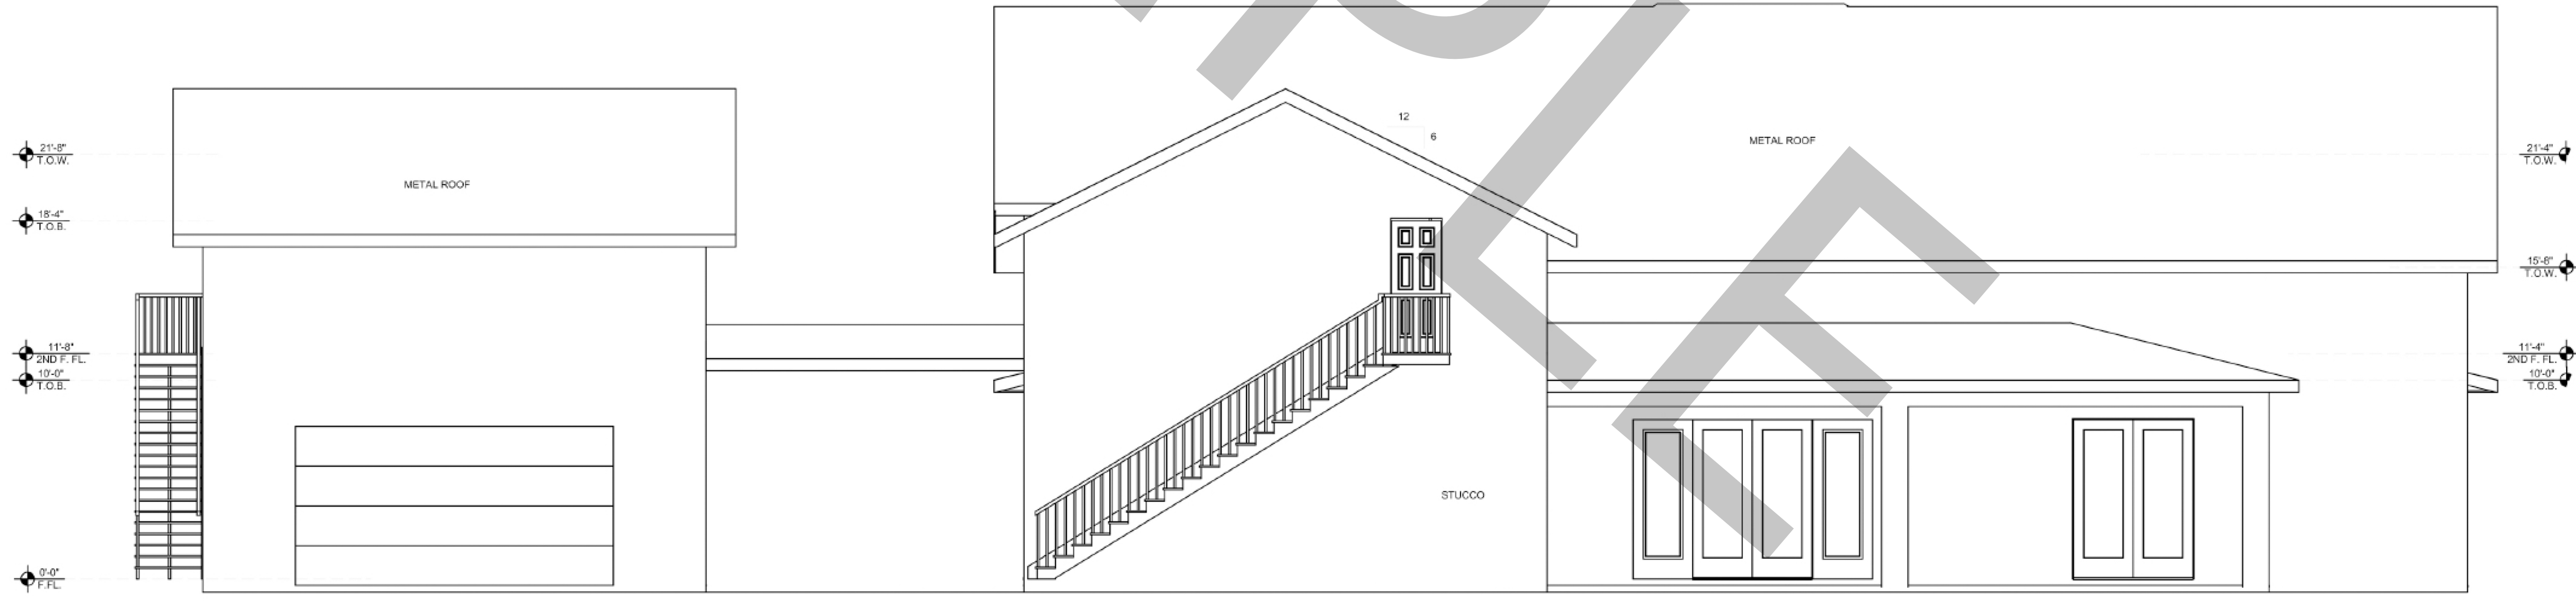 12
6
METAL ROOF
METAL ROOF
21'-8"
T.O.W.
21'-4"
T.O.W.
18'-4"
T.O.B.
15'-8"
T.O.W.
11'-8"
2ND F. FL.
11'-4"
2ND F. FL.
10'-0"
T.O.B.
10'-0"
T.O.B.
STUCCO
0'-0"
F.FL.